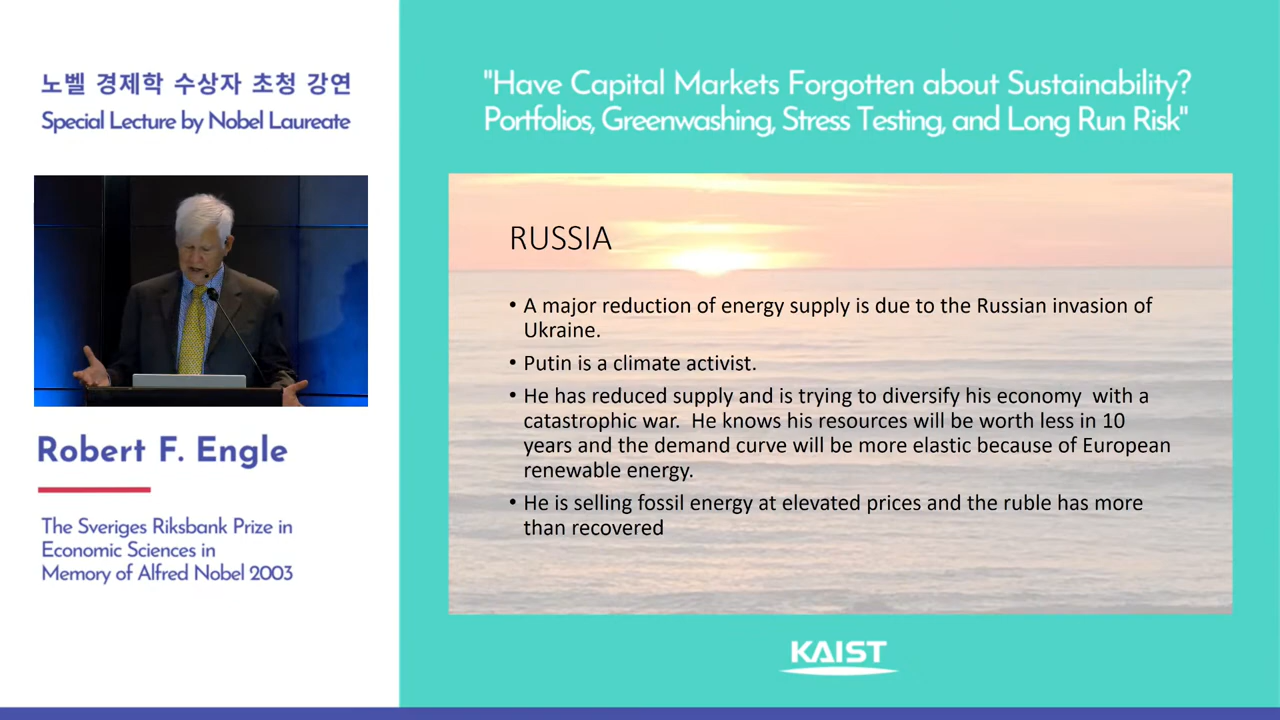 노벨 경제학 수상자 초청 강연
Special Lecture by Nobel Laureate
Robert F. Engle
The Sveriges Riksbank Prize in
Economic Sciences in
Memory of Alfred Nobel 2003
"Have Capital Markets Forgotten about Sustainability?
Portfolios, Greenwashing, Stress Testing, and Long Run Risk"
RUSSIA
• A major reduction of energy supply is due to the Russian invasion of
Ukraine.
• Putin is a climate activist.
• He has reduced supply and is trying to diversify his economy with a
catastrophic war. He knows his resources will be worth less in 10
years and the demand curve will be more elastic because of European
renewable energy.
• He is selling fossil energy at elevated prices and the ruble has more
than recovered
KAIST